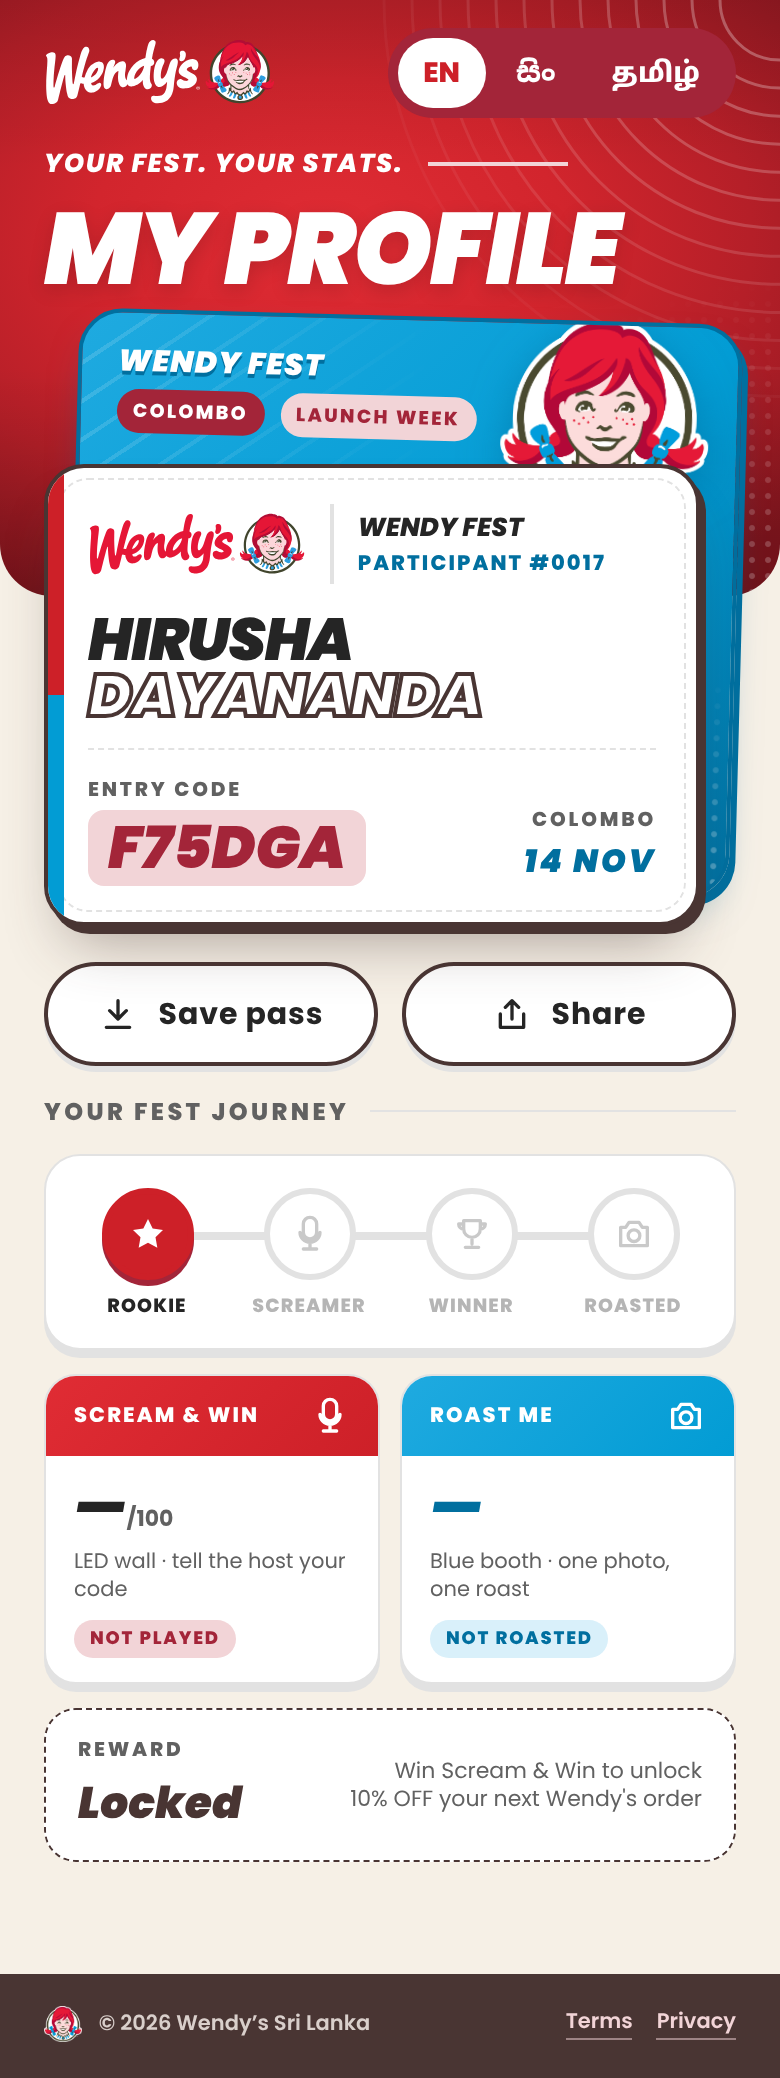 Wendy's
EN සිං தமிழ்
YOUR FEST. YOUR STATS.
MY PROFILE
WENDY FEST
COLOMBO LAUNCH WEEK
Wendy's
WENDY FEST
PARTICIPANT #0017
HIRUSHA
DAYANANDA
ENTRY CODE
F75DGA
COLOMBO
14 NOV
Save pass
Share
YOUR FEST JOURNEY
ROOKIE SCREAMER WINNER ROASTED
SCREAM & WIN
—/100
LED wall · tell the host your
code
NOT PLAYED
ROAST ME
—
Blue booth · one photo,
one roast
NOT ROASTED
REWARD
Locked
Win Scream & Win to unlock
10% OFF your next Wendy's order
© 2026 Wendy’s Sri Lanka
Terms Privacy